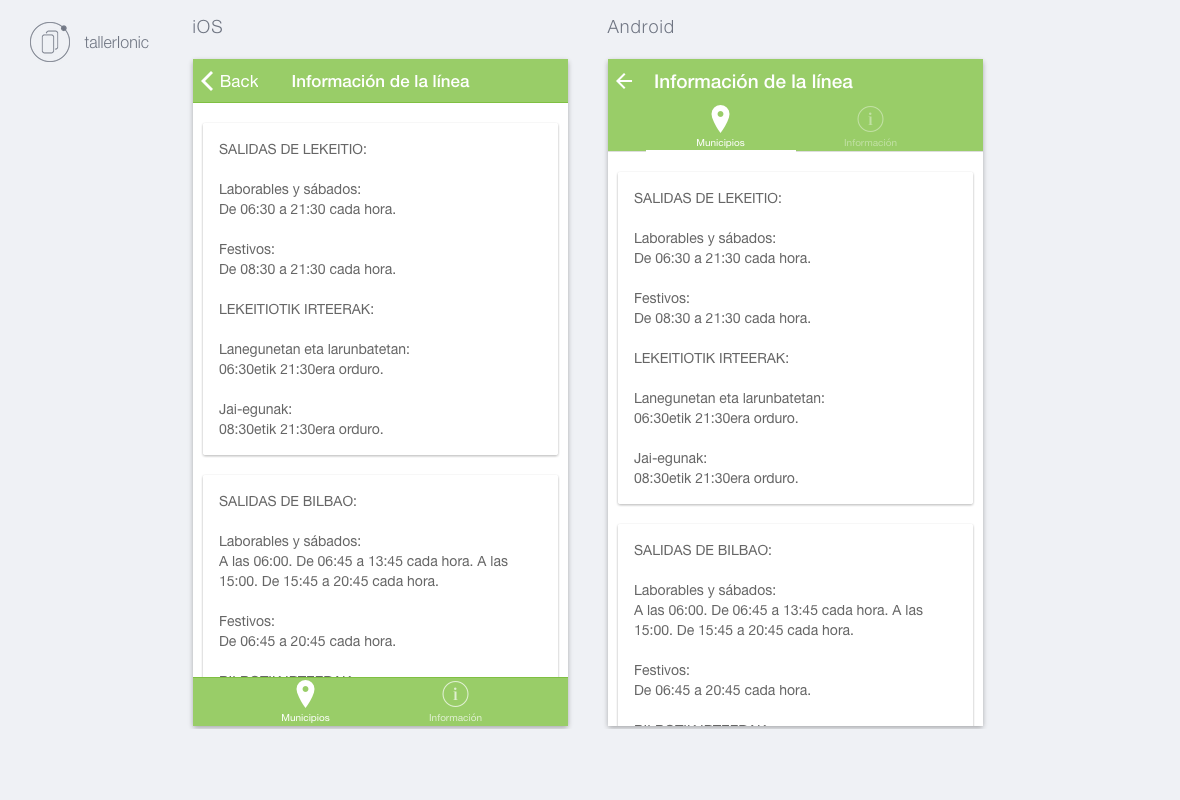 tallerIonic
iOS
Back
Información de la línea
SALIDAS DE LEKEITIO:
Laborables y sábados:
De 06:30 a 21:30 cada hora.
Festivos:
De 08:30 a 21:30 cada hora.
LEKEITIOTIK IRTEERAK:
Lanegunetan eta larunbatetan:
06:30etik 21:30era orduro.
Jai-egunak:
08:30etik 21:30era orduro.
SALIDAS DE BILBAO:
Laborables y sábados:
A las 06:00. De 06:45 a 13:45 cada hora. A las
15:00. De 15:45 a 20:45 cada hora.
Festivos:
De 06:45 a 20:45 cada hora.
Municipios
Información
Android
Información de la línea
Municipios
Información
SALIDAS DE LEKEITIO:
Laborables y sábados:
De 06:30 a 21:30 cada hora.
Festivos:
De 08:30 a 21:30 cada hora.
LEKEITIOTIK IRTEERAK:
Lanegunetan eta larunbatetan:
06:30etik 21:30era orduro.
Jai-egunak:
08:30etik 21:30era orduro.
SALIDAS DE BILBAO:
Laborables y sábados:
A las 06:00. De 06:45 a 13:45 cada hora. A las
15:00. De 15:45 a 20:45 cada hora.
Festivos:
De 06:45 a 20:45 cada hora.